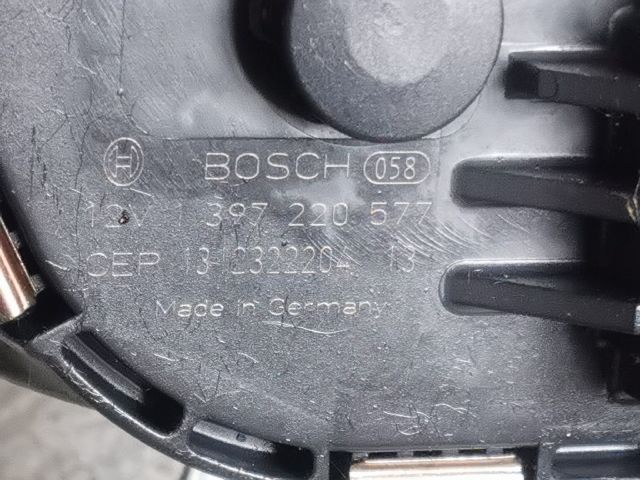 BOSCH 058
12V 1 397 220 577
CEP 13-2322204 13
Made in Germany